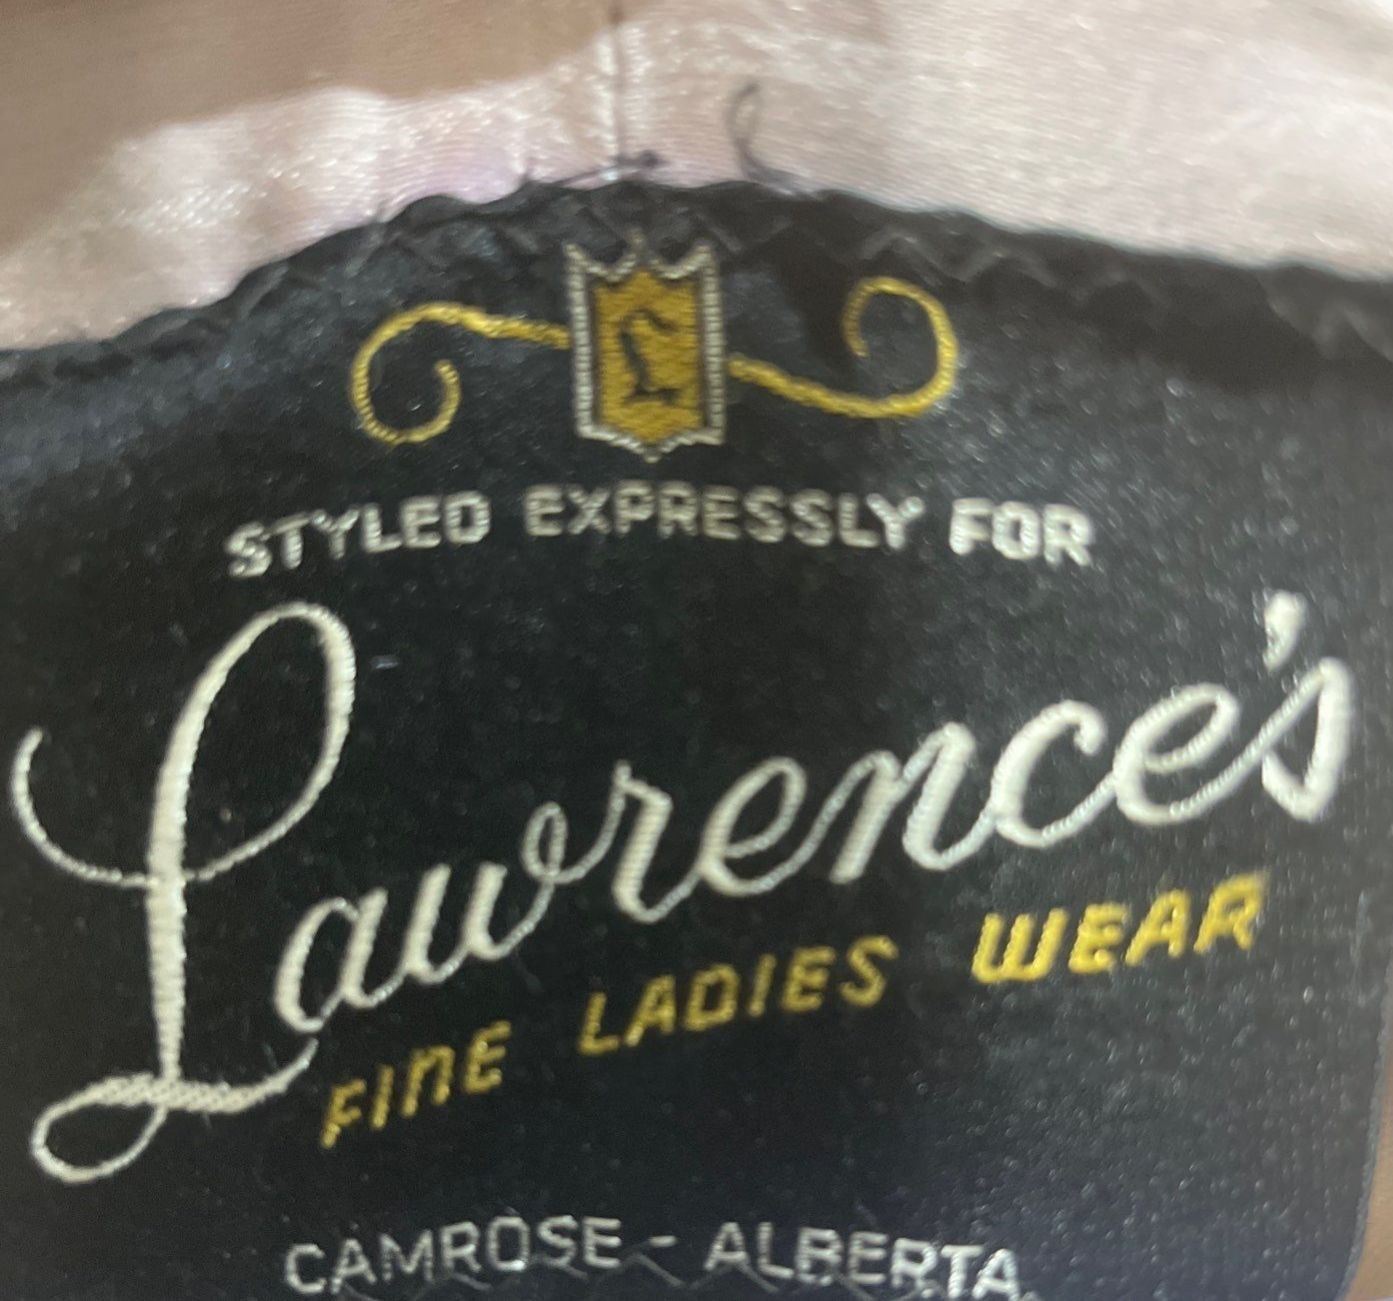 L
STYLED EXPRESSLY FOR
Lawrence's
FINE LADIES WEAR
CAMROSE - ALBERTA.